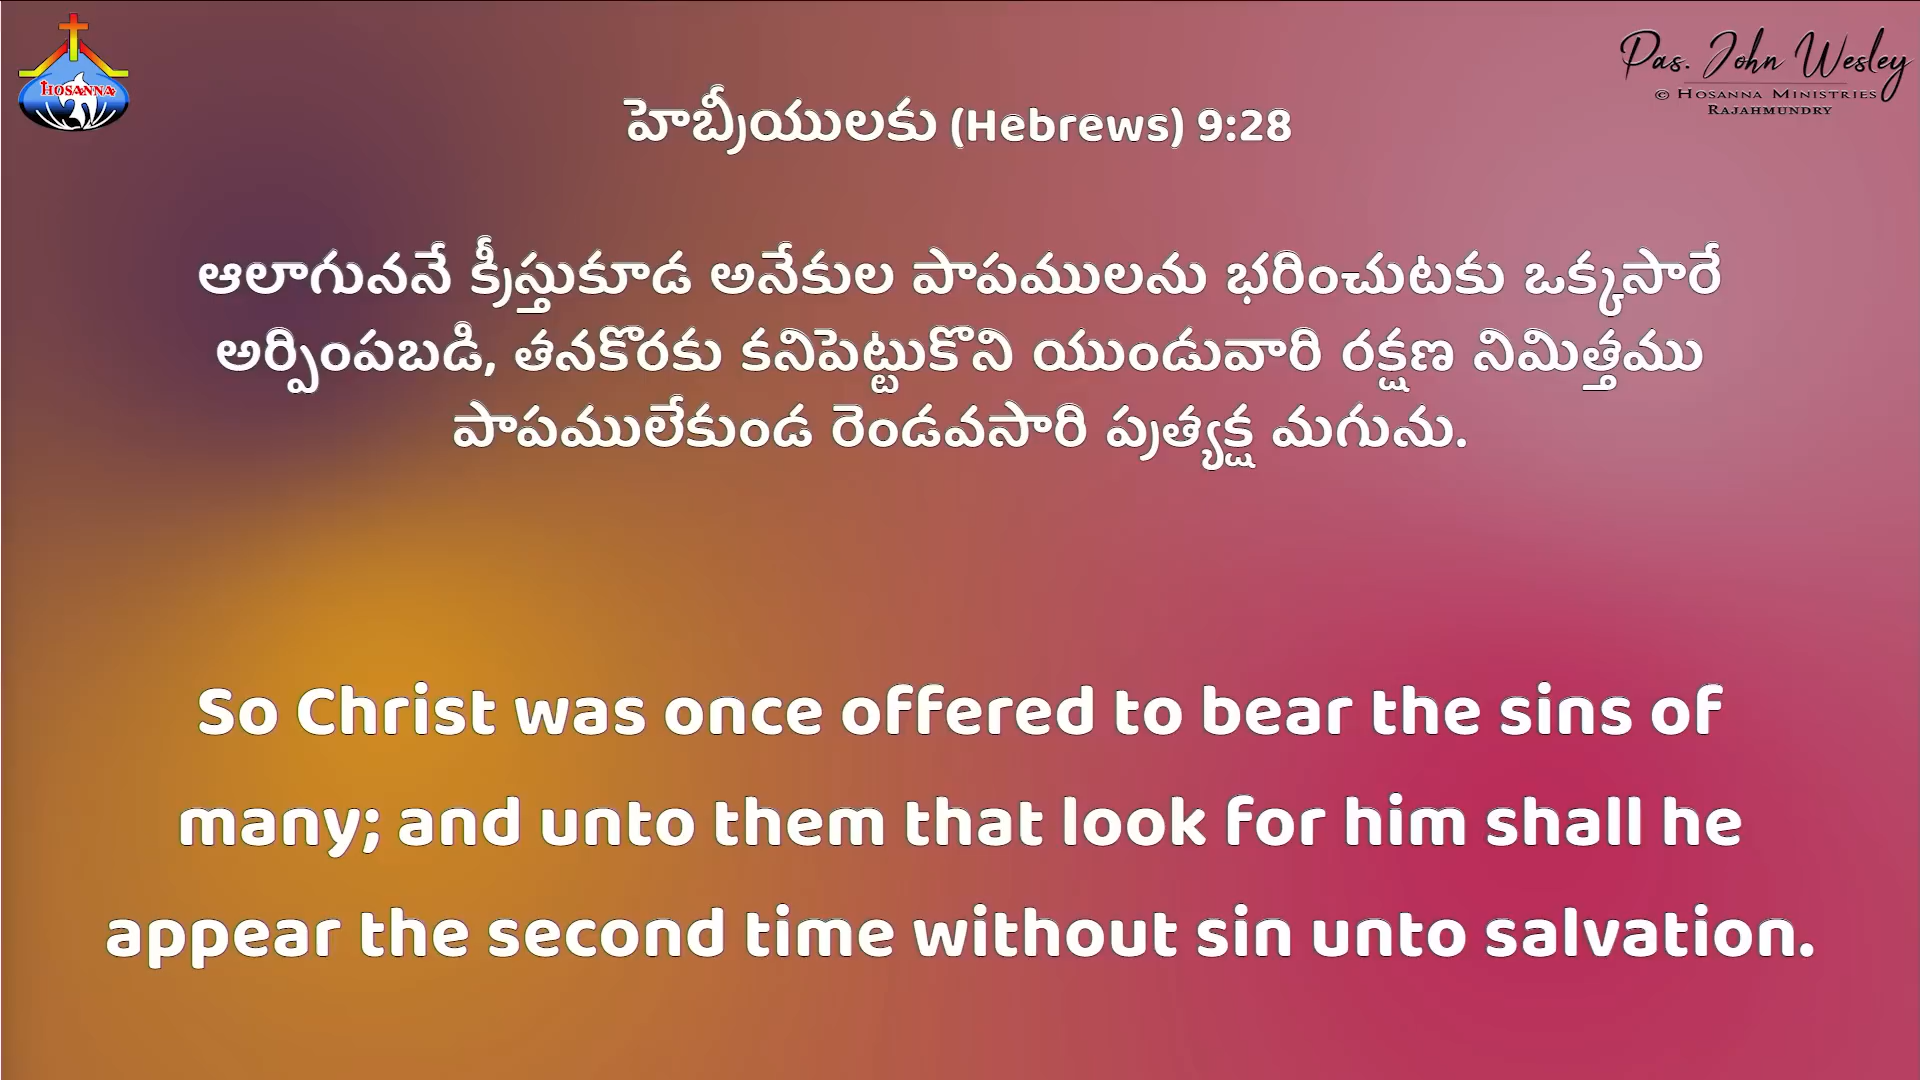 HOSANNA
Pas. John Wesley
© HOSANNA MINISTRIES
RAJAHMUNDRY
హెబ్రీయులకు (Hebrews) 9:28
ఆలాగుననే క్రీస్తుకూడ అనేకుల పాపములను భరించుటకు ఒక్కసారే
అర్పింపబడి, తనకొరకు కనిపెట్టుకొని యుండువారి రక్షణ నిమిత్తము
పాపములేకుండ రెండవసారి ప్రత్యక్ష మగును.
So Christ was once offered to bear the sins of
many; and unto them that look for him shall he
appear the second time without sin unto salvation.